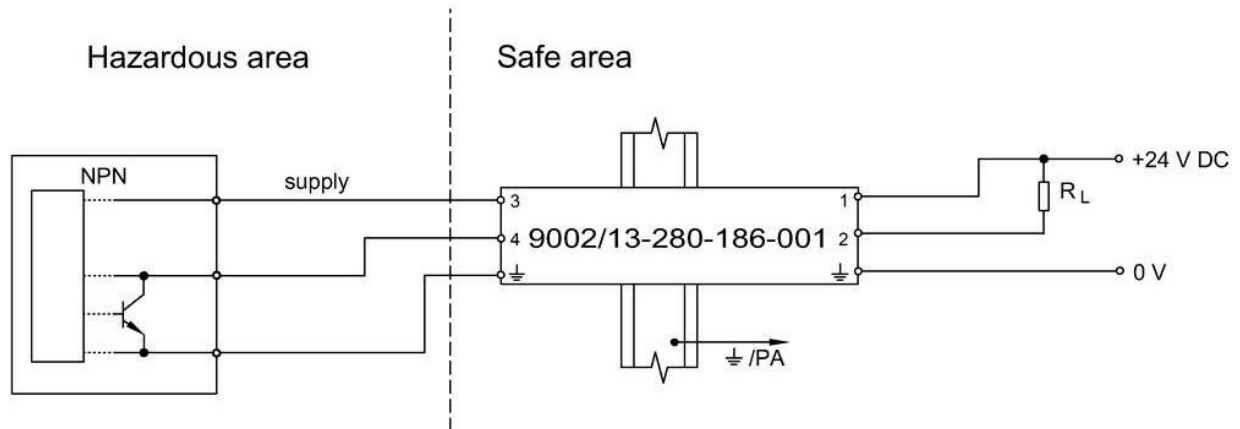 Hazardous area
Safe area
NPN
supply
+24 V DC
R L
3
1
4
9002/13-280-186-001
2
0 V
/PA